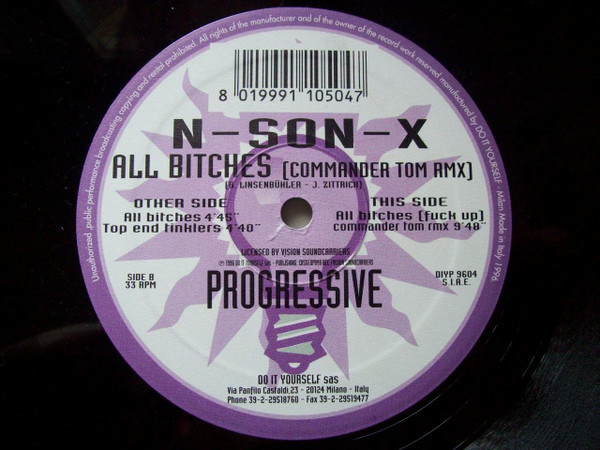 Unauthorized ,public performance broadcasting copying and rental prohibited. All rights of the manufacturer and of the owner of the record work reserved manufactured by DO IT YOURSELF - Milan Made in Italy 1996
8 019991 105047
N-SON-X
ALL BITCHES [COMMANDER TOM RMX]
(G. LINSENBÜHLER - J. ZITTRICH)
OTHER SIDE
All bitches 4'45"
Top end tinklers 4'40"
THIS SIDE
All bitches [fuck up]
commander tom rmx 9'48"
LICENSED BY VISION SOUNDCARRIERS
SIDE B
33 RPM
DIYP 9604
S.I.A.E.
PROGRESSIVE
DO IT YOURSELF sas
Via Panfilo Castaldi 23 - 20124 Milano - Italy
Phone 39-2-29518760 - Fax 39-2-29519477